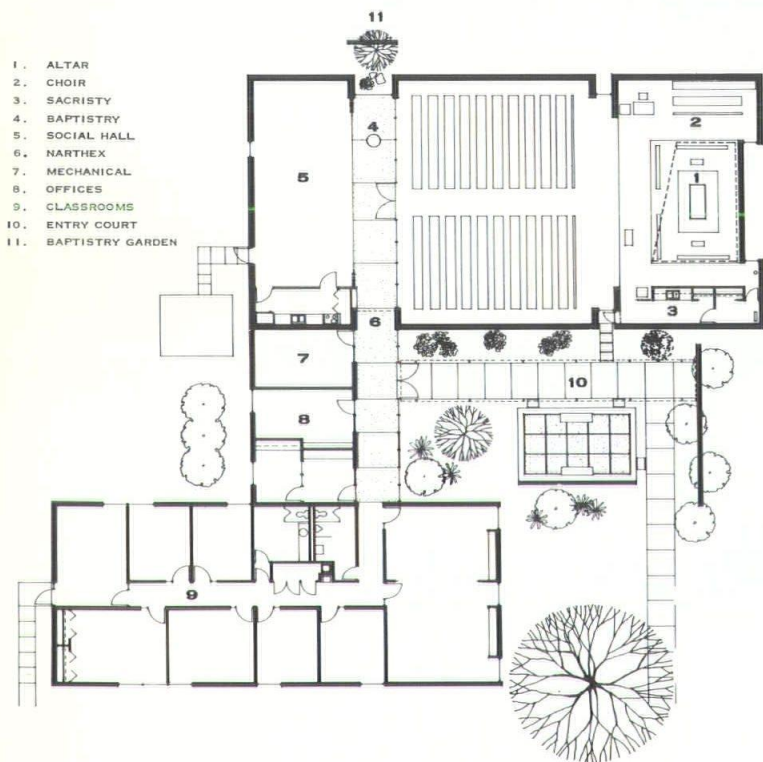 1. ALTAR
2. CHOIR
3. SACRISTY
4. BAPTISTRY
5. SOCIAL HALL
6. NARTHEX
7. MECHANICAL
8. OFFICES
9. CLASSROOMS
10. ENTRY COURT
11. BAPTISTRY GARDEN
11
4
2
1
5
3
6
7
10
8
9